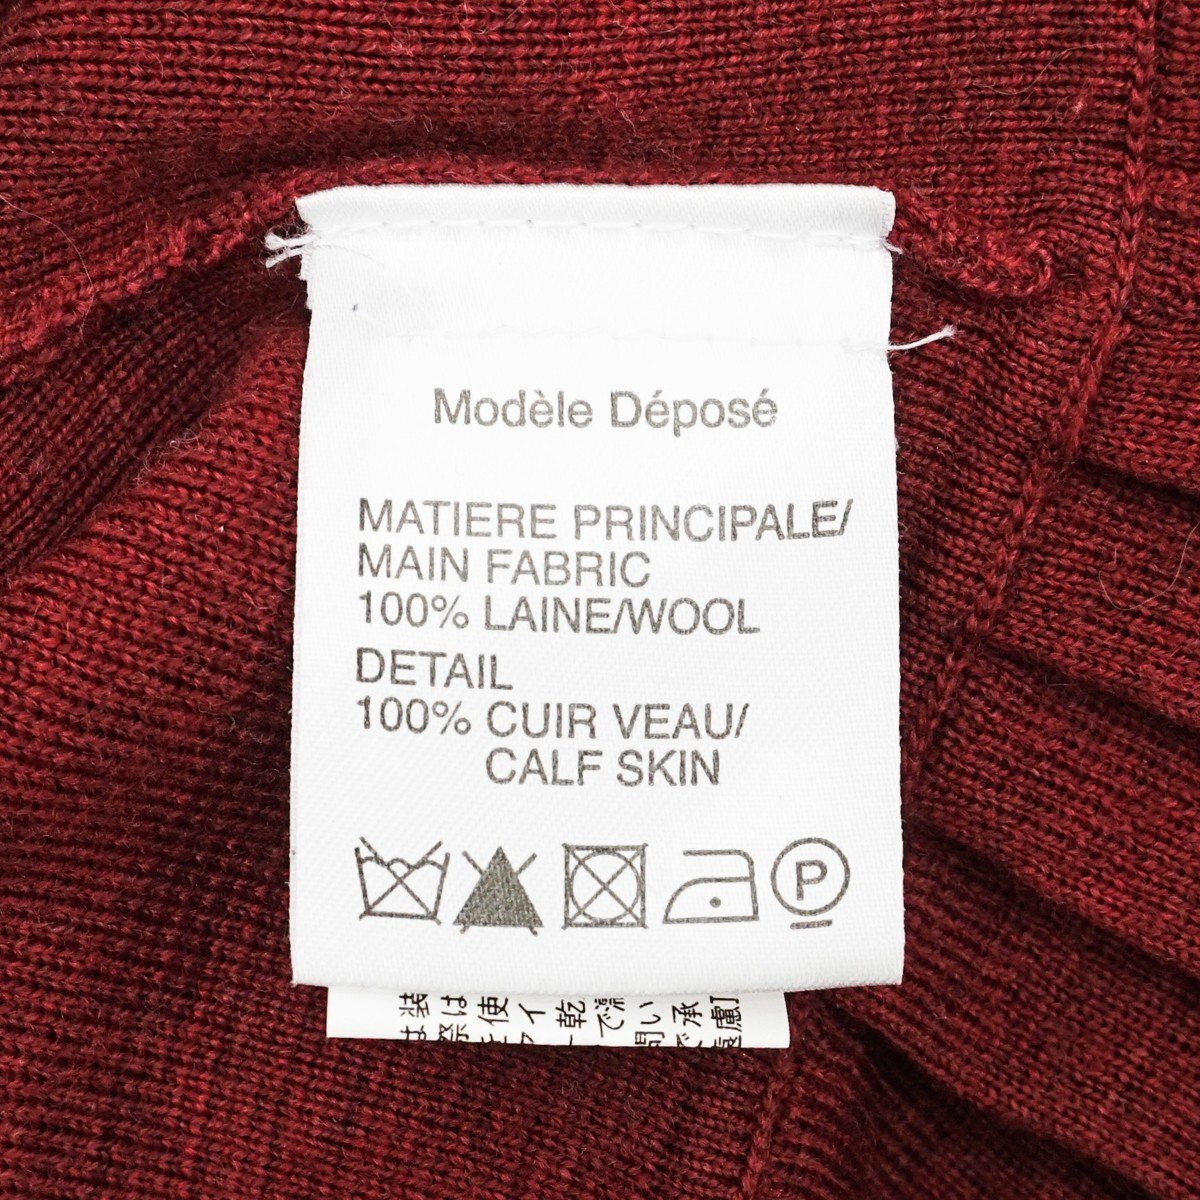 Modèle Déposé
MATIERE PRINCIPALE/
MAIN FABRIC
100% LAINE/WOOL
DETAIL
100% CUIR VEAU/
CALF SKIN
P